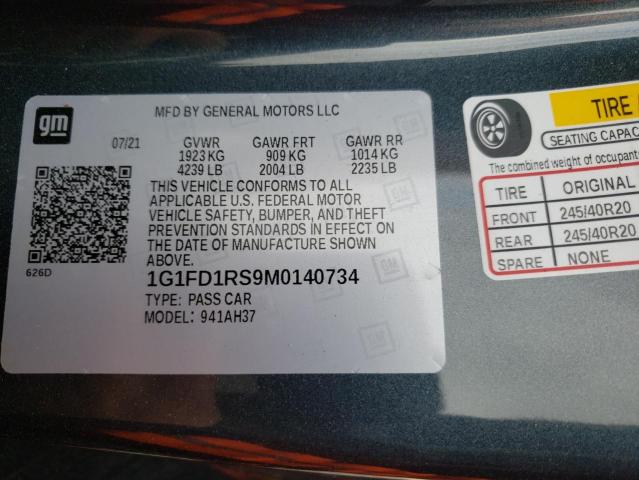 gm
MFD BY GENERAL MOTORS LLC
07/21
GVWR GAWR FRT GAWR RR
1923 KG 909 KG 1014 KG
4239 LB 2004 LB 2235 LB
THIS VEHICLE CONFORMS TO ALL
APPLICABLE U.S. FEDERAL MOTOR
VEHICLE SAFETY, BUMPER, AND THEFT
PREVENTION STANDARDS IN EFFECT ON
THE DATE OF MANUFACTURE SHOWN
ABOVE.
626D
1G1FD1RS9M0140734
TYPE: PASS CAR
MODEL: 941AH37
TIRE
SEATING CAPAC
The combined weight of occupant
TIRE ORIGINAL
FRONT 245/40R20
REAR 245/40R20
SPARE NONE